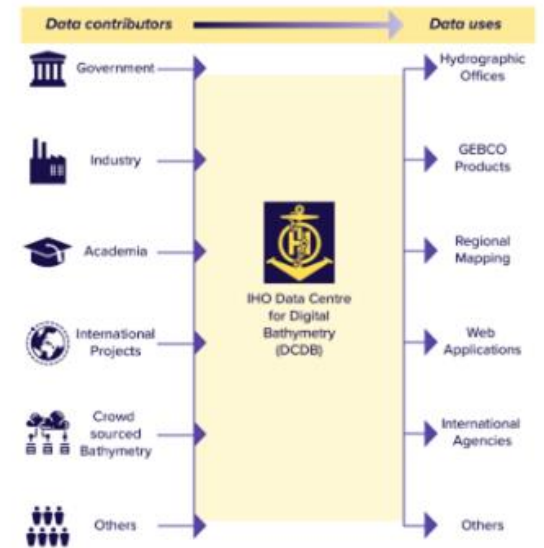 Data contributors
Data uses
Government
Hydrographic
Offices
Industry
GEBCO
Products
Academia
Regional
Mapping
IHO Data Centre
for Digital
Bathymetry
(DCDB)
International
Projects
Web
Applications
Crowd
sourced
Bathymetry
International
Agencies
Others
Others